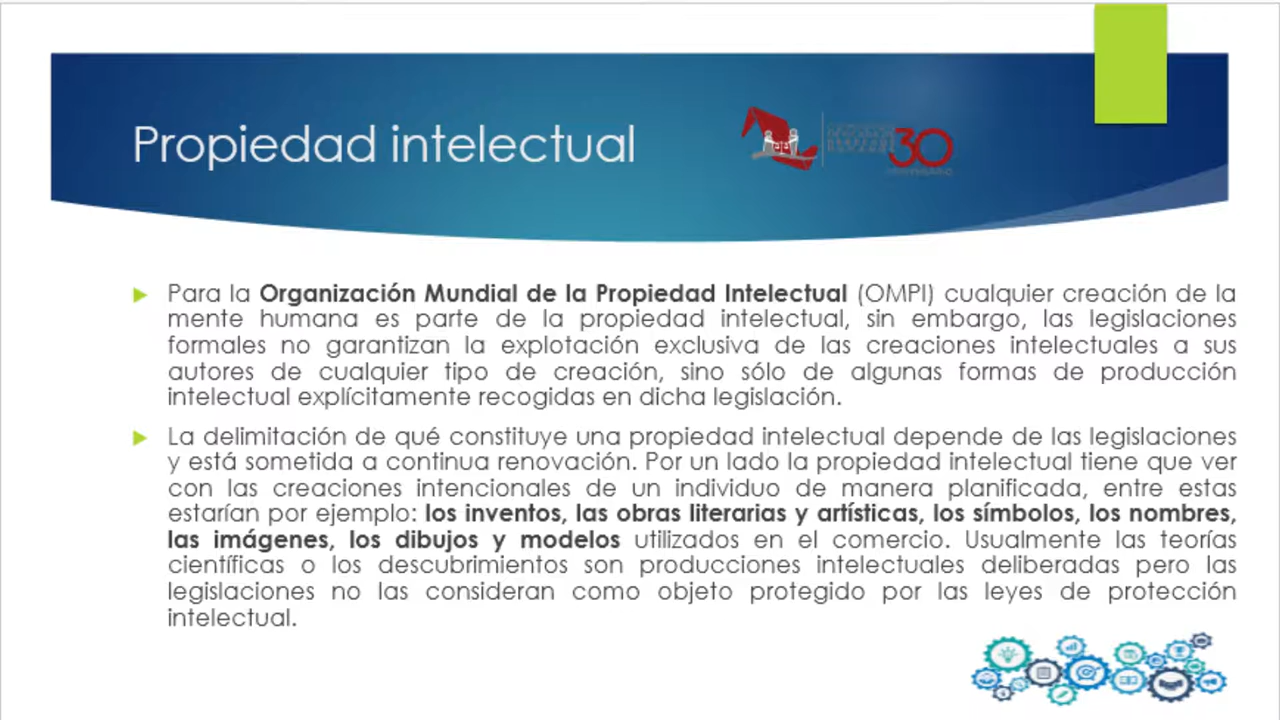 Propiedad intelectual
30
Para la Organización Mundial de la Propiedad Intelectual (OMPI) cualquier creación de la
mente humana es parte de la propiedad intelectual, sin embargo, las legislaciones
formales no garantizan la explotación exclusiva de las creaciones intelectuales a sus
autores de cualquier tipo de creación, sino sólo de algunas formas de producción
intelectual explícitamente recogidas en dicha legislación.
La delimitación de qué constituye una propiedad intelectual depende de las legislaciones
y está sometida a continua renovación. Por un lado la propiedad intelectual tiene que ver
con las creaciones intencionales de un individuo de manera planificada, entre estas
estarían por ejemplo: los inventos, las obras literarias y artísticas, los símbolos, los nombres,
las imágenes, los dibujos y modelos utilizados en el comercio. Usualmente las teorías
científicas o los descubrimientos son producciones intelectuales deliberadas pero las
legislaciones no las consideran como objeto protegido por las leyes de protección
intelectual.